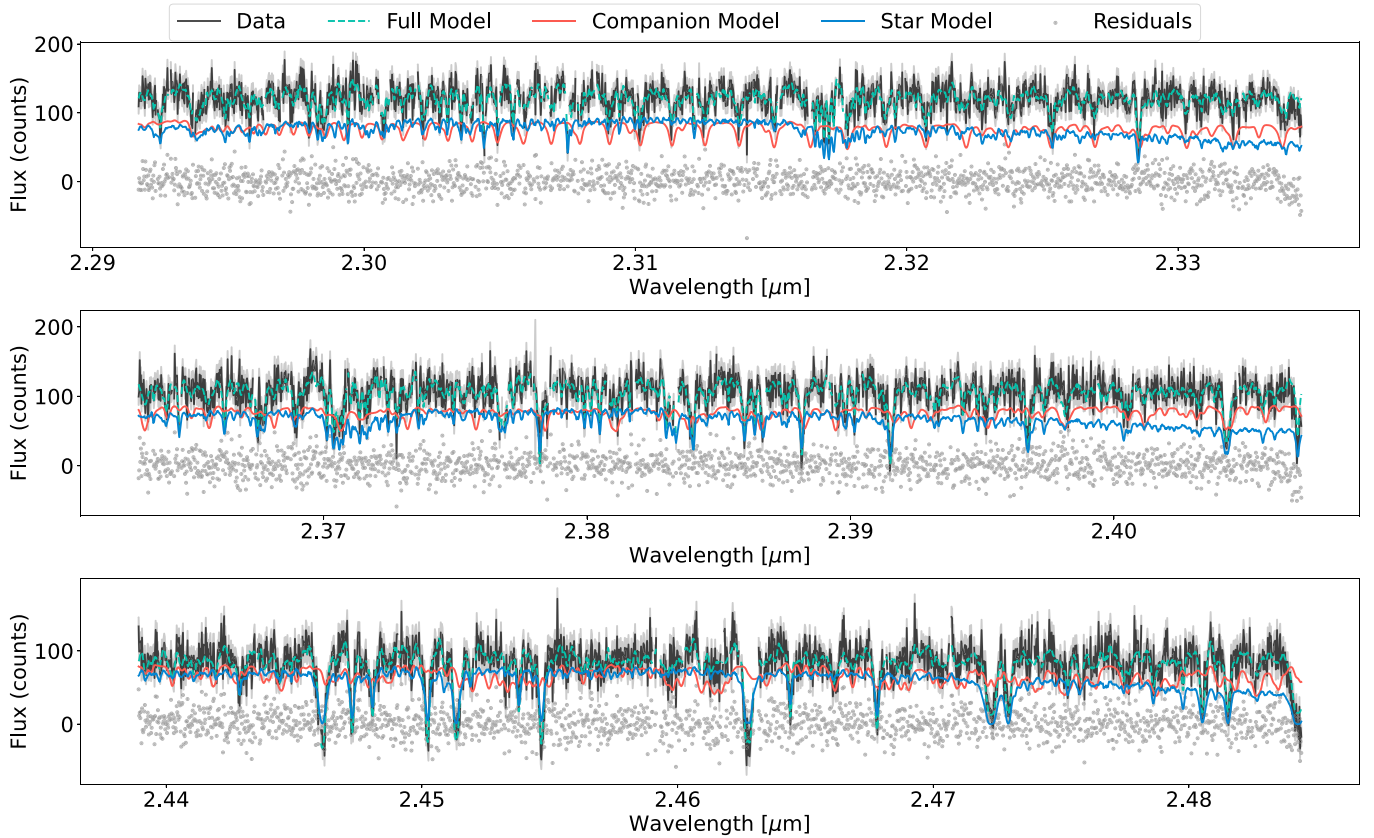 Data Full Model Companion Model Star Model Residuals
200
100
0
Flux (counts)
2.29 2.30 2.31 2.32 2.33
Wavelength [μm]
200
100
0
Flux (counts)
2.37 2.38 2.39 2.40
Wavelength [μm]
100
0
Flux (counts)
2.44 2.45 2.46 2.47 2.48
Wavelength [μm]